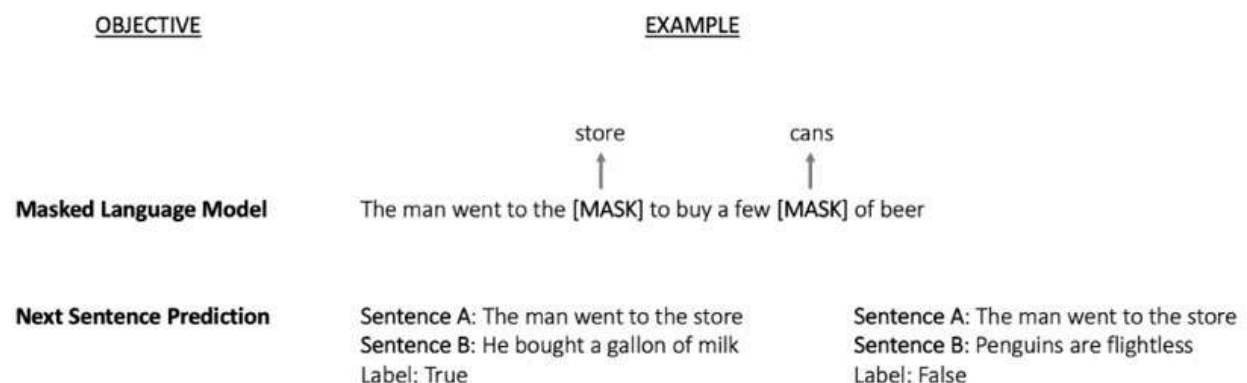 OBJECTIVE EXAMPLE
store cans
Masked Language Model The man went to the [MASK] to buy a few [MASK] of beer
Next Sentence Prediction Sentence A: The man went to the store Sentence A: The man went to the store
Sentence B: He bought a gallon of milk Sentence B: Penguins are flightless
Label: True Label: False